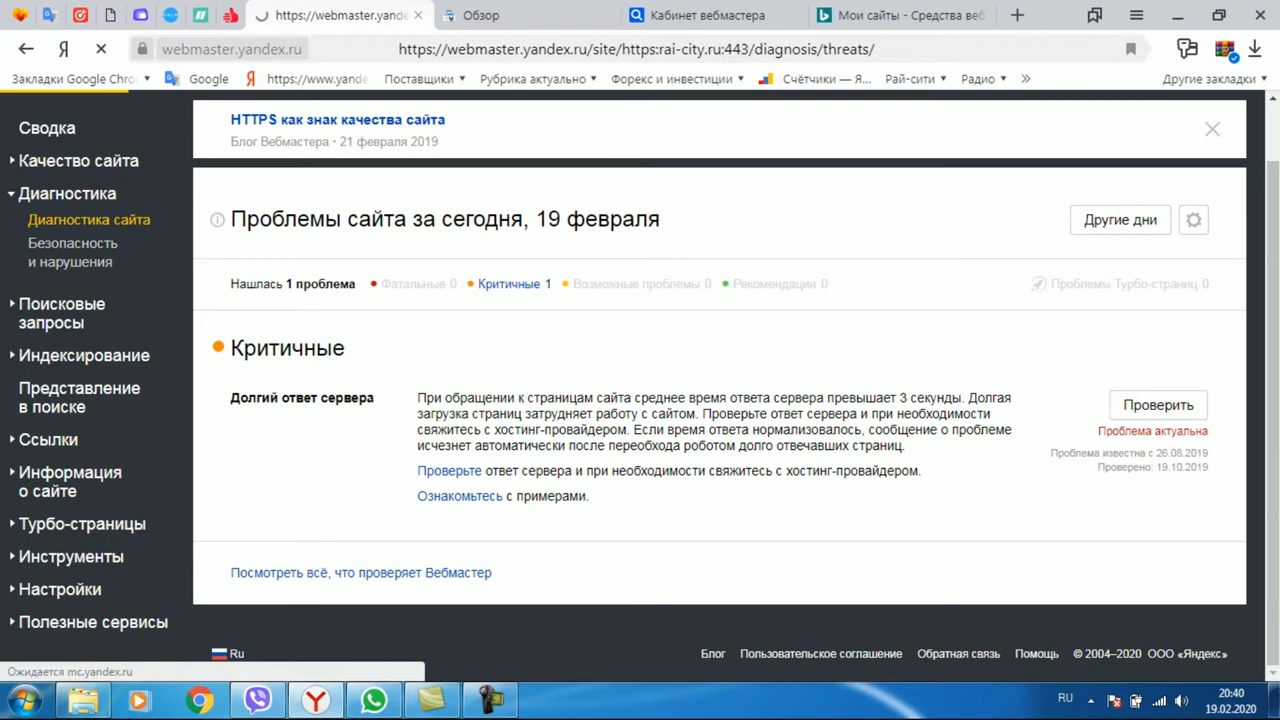 https://webmaster.yande
Обзор
Кабинет вебмастера
Мои сайты - Средства веб
webmaster.yandex.ru
https://webmaster.yandex.ru/site/https:rai-city.ru:443/diagnosis/threats/
Закладки Google Chro
Google
https://www.yande
Поставщики
Рубрика актуально
Форекс и инвестиции
Счётчики — Я...
Рай-сити
Радио
»
Другие закладки
Сводка
Качество сайта
Диагностика
Диагностика сайта
Безопасность
и нарушения
Поисковые
запросы
Индексирование
Представление
в поиске
Ссылки
Информация
о сайте
Турбо-страницы
Инструменты
Настройки
Полезные сервисы
HTTPS как знак качества сайта
Блог Вебмастера · 21 февраля 2019
Проблемы сайта за сегодня, 19 февраля
Другие дни
Нашлась 1 проблема
Фатальные 0
Критичные 1
Возможные проблемы 0
Рекомендации 0
Проблемы Турбо-страниц 0
Критичные
Долгий ответ сервера
При обращении к страницам сайта среднее время ответа сервера превышает 3 секунды. Долгая
загрузка страниц затрудняет работу с сайтом. Проверьте ответ сервера и при необходимости
свяжитесь с хостинг-провайдером. Если время ответа нормализовалось, сообщение о проблеме
исчезнет автоматически после переобхода роботом долго отвечавших страниц.
Проверьте ответ сервера и при необходимости свяжитесь с хостинг-провайдером.
Ознакомьтесь с примерами.
Проверить
Проблема актуальна
Проблема известна с 26.08.2019
Проверено: 19.10.2019
Посмотреть всё, что проверяет Вебмастер
Ru
Блог
Пользовательское соглашение
Обратная связь
Помощь
© 2004–2020 ООО «Яндекс»
Ожидается mc.yandex.ru
RU
20:40
19.02.2020